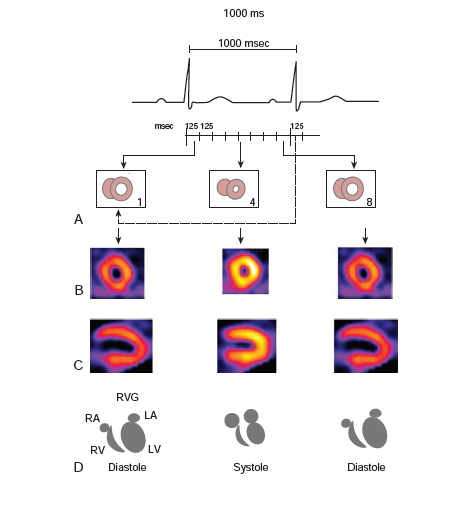 1000 ms
1000 msec
msec 125 125 125
1 4 8
A
B
C
RVG
RA LA
RV LV
D Diastole Systole Diastole